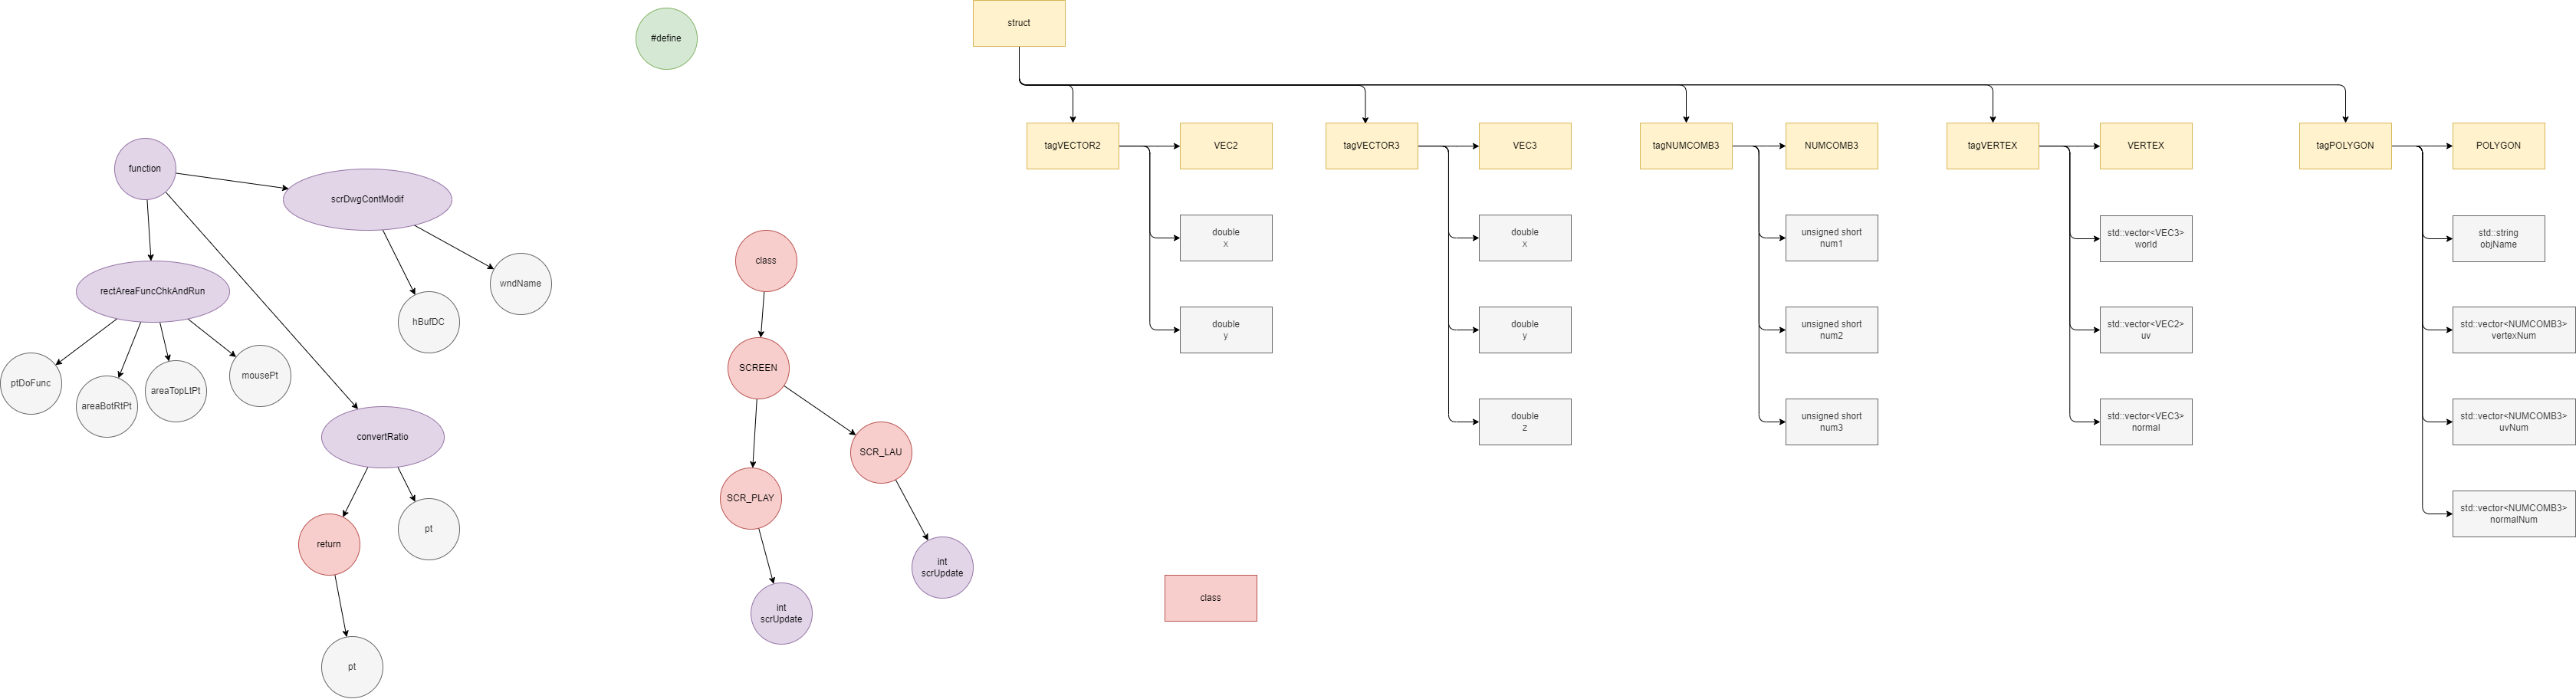 struct
#define
tagVECTOR2
VEC2
tagVECTOR3
VEC3
tagNUMCOMB3
NUMCOMB3
tagVERTEX
VERTEX
tagPOLYGON
POLYGON
function
scrDwgContModif
double
x
double
x
unsigned short
num1
std::vector<VEC3>
world
std::string
objName
class
rectAreaFuncChkAndRun
wndName
hBufDC
double
y
double
y
unsigned short
num2
std::vector<VEC2>
uv
std::vector<NUMCOMB3>
vertexNum
SCREEN
ptDoFunc
areaBotRtPt
areaTopLtPt
mousePt
double
z
unsigned short
num3
std::vector<VEC3>
normal
std::vector<NUMCOMB3>
uvNum
convertRatio
SCR_LAU
SCR_PLAY
std::vector<NUMCOMB3>
normalNum
return
pt
int
scrUpdate
class
int
scrUpdate
pt